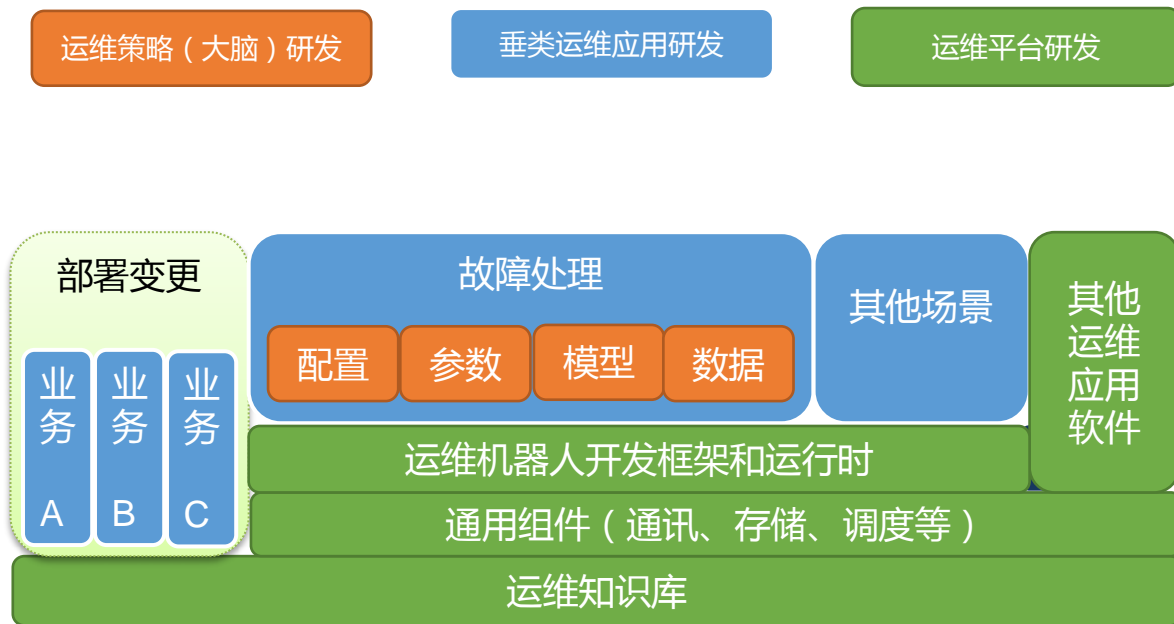 运维策略（大脑）研发
垂类运维应用研发
运维平台研发
部署变更
业务
A
业务
B
业务
C
故障处理
配置
参数
模型
数据
其他场景
其他
运维
应用
软件
运维机器人开发框架和运行时
通用组件（通讯、存储、调度等）
运维知识库